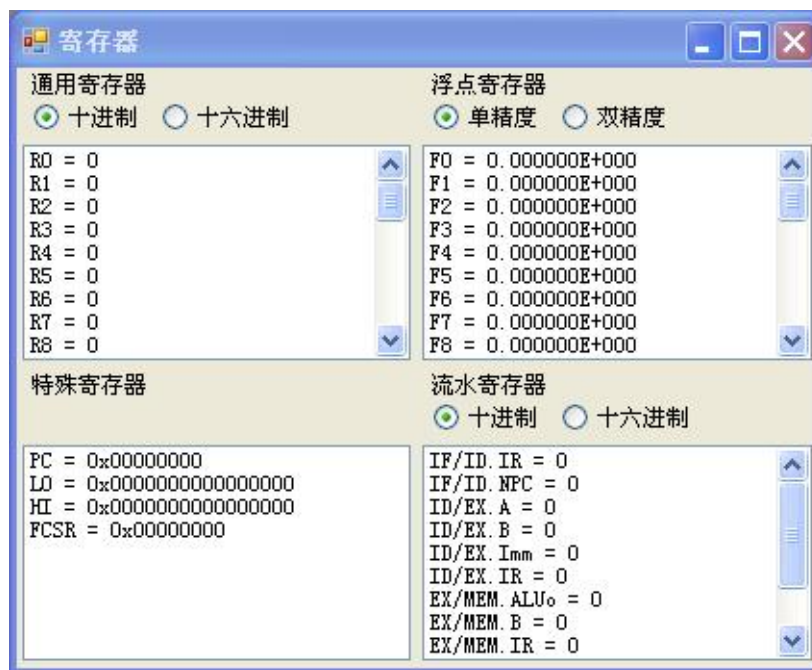 寄存器
通用寄存器
十进制 十六进制
R0 = 0
R1 = 0
R2 = 0
R3 = 0
R4 = 0
R5 = 0
R6 = 0
R7 = 0
R8 = 0
浮点寄存器
单精度 双精度
F0 = 0.000000E+000
F1 = 0.000000E+000
F2 = 0.000000E+000
F3 = 0.000000E+000
F4 = 0.000000E+000
F5 = 0.000000E+000
F6 = 0.000000E+000
F7 = 0.000000E+000
F8 = 0.000000E+000
特殊寄存器
PC = 0x00000000
LO = 0x0000000000000000
HI = 0x0000000000000000
FCSR = 0x00000000
流水寄存器
十进制 十六进制
IF/ID.IR = 0
IF/ID.NPC = 0
ID/EX.A = 0
ID/EX.B = 0
ID/EX.Imm = 0
ID/EX.IR = 0
EX/MEM.ALUo = 0
EX/MEM.B = 0
EX/MEM.IR = 0